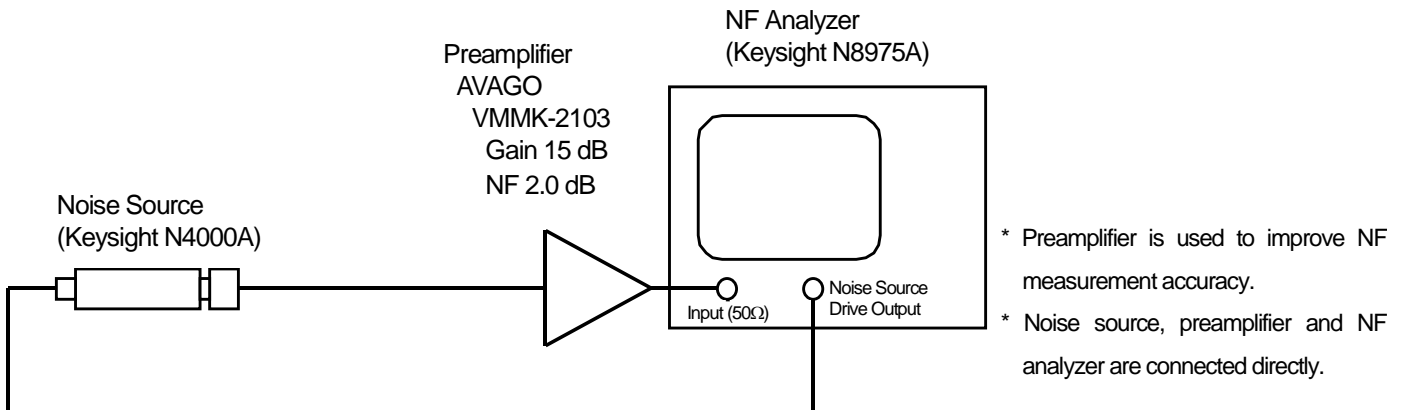 NF Analyzer
(Keysight N8975A)
Preamplifier
AVAGO
VMMK-2103
Gain 15 dB
NF 2.0 dB
Noise Source
(Keysight N4000A)
Input (50Ω)
Noise Source
Drive Output
* Preamplifier is used to improve NF
measurement accuracy.
* Noise source, preamplifier and NF
analyzer are connected directly.